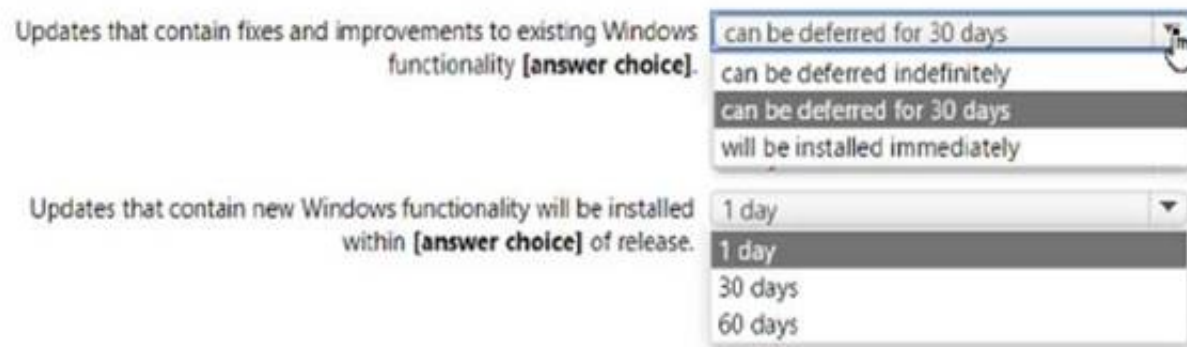 Updates that contain fixes and improvements to existing Windows
functionality [answer choice].
can be deferred for 30 days
can be deferred indefinitely
can be deferred for 30 days
will be installed immediately
Updates that contain new Windows functionality will be installed
within [answer choice] of release.
1 day
1 day
30 days
60 days